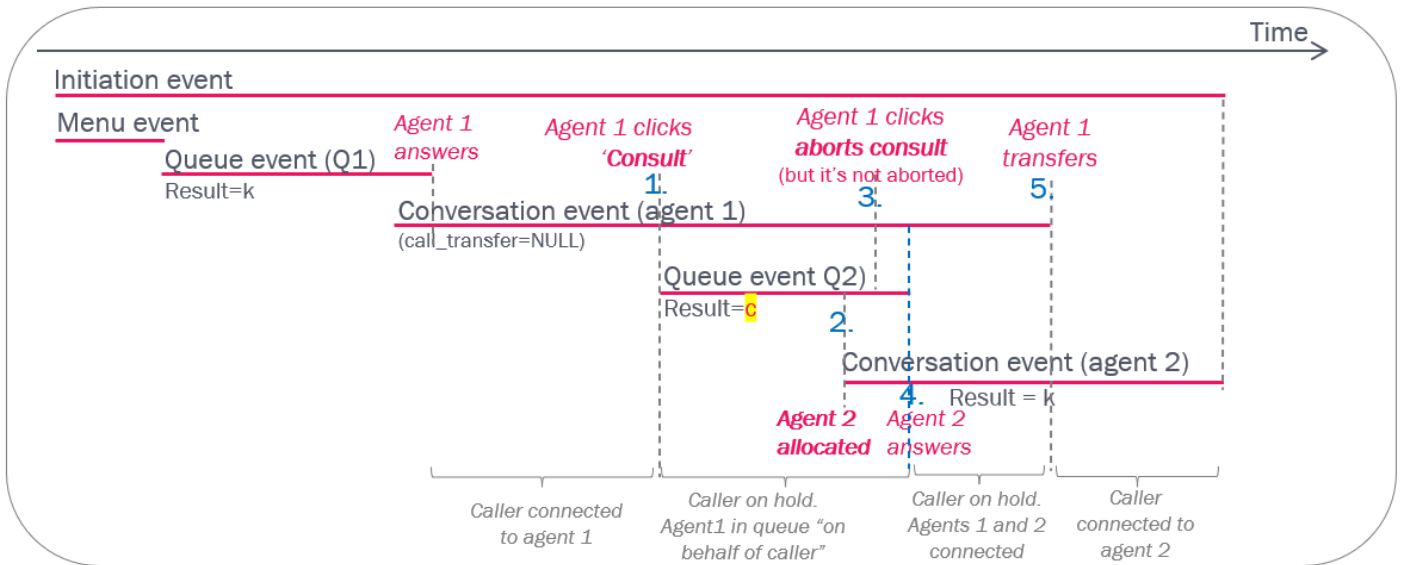 Time
Initiation event
Menu event
Agent 1
answers
Agent 1 clicks
'Consult'
1.
Agent 1 clicks
aborts consult
(but it's not aborted)
3.
Agent 1
transfers
5.
Queue event (Q1)
Result=k
Conversation event (agent 1)
(call_transfer=NULL)
Queue event Q2)
Result=c
2.
Conversation event (agent 2)
4.
Result = k
Agent 2
allocated
Agent 2
answers
Caller connected
to agent 1
Caller on hold.
Agent1 in queue “on
behalf of caller”
Caller on hold.
Agents 1 and 2
connected
Caller
connected to
agent 2